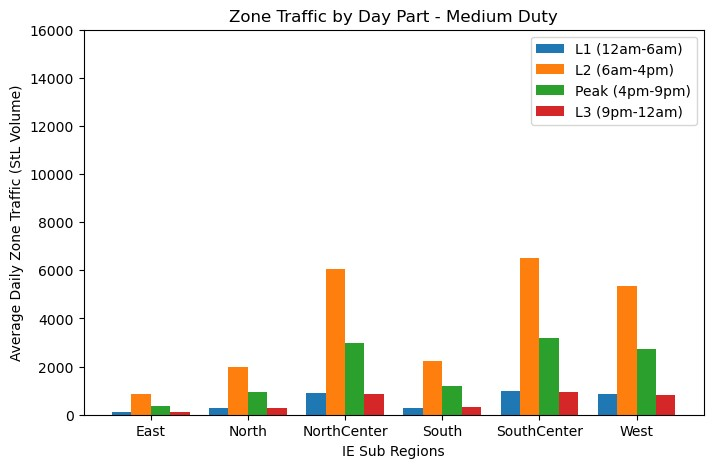 Zone Traffic by Day Part - Medium Duty
Average Daily Zone Traffic (StL Volume)
16000
14000
12000
10000
8000
6000
4000
2000
0
L1 (12am-6am)
L2 (6am-4pm)
Peak (4pm-9pm)
L3 (9pm-12am)
East North NorthCenter South SouthCenter West
IE Sub Regions